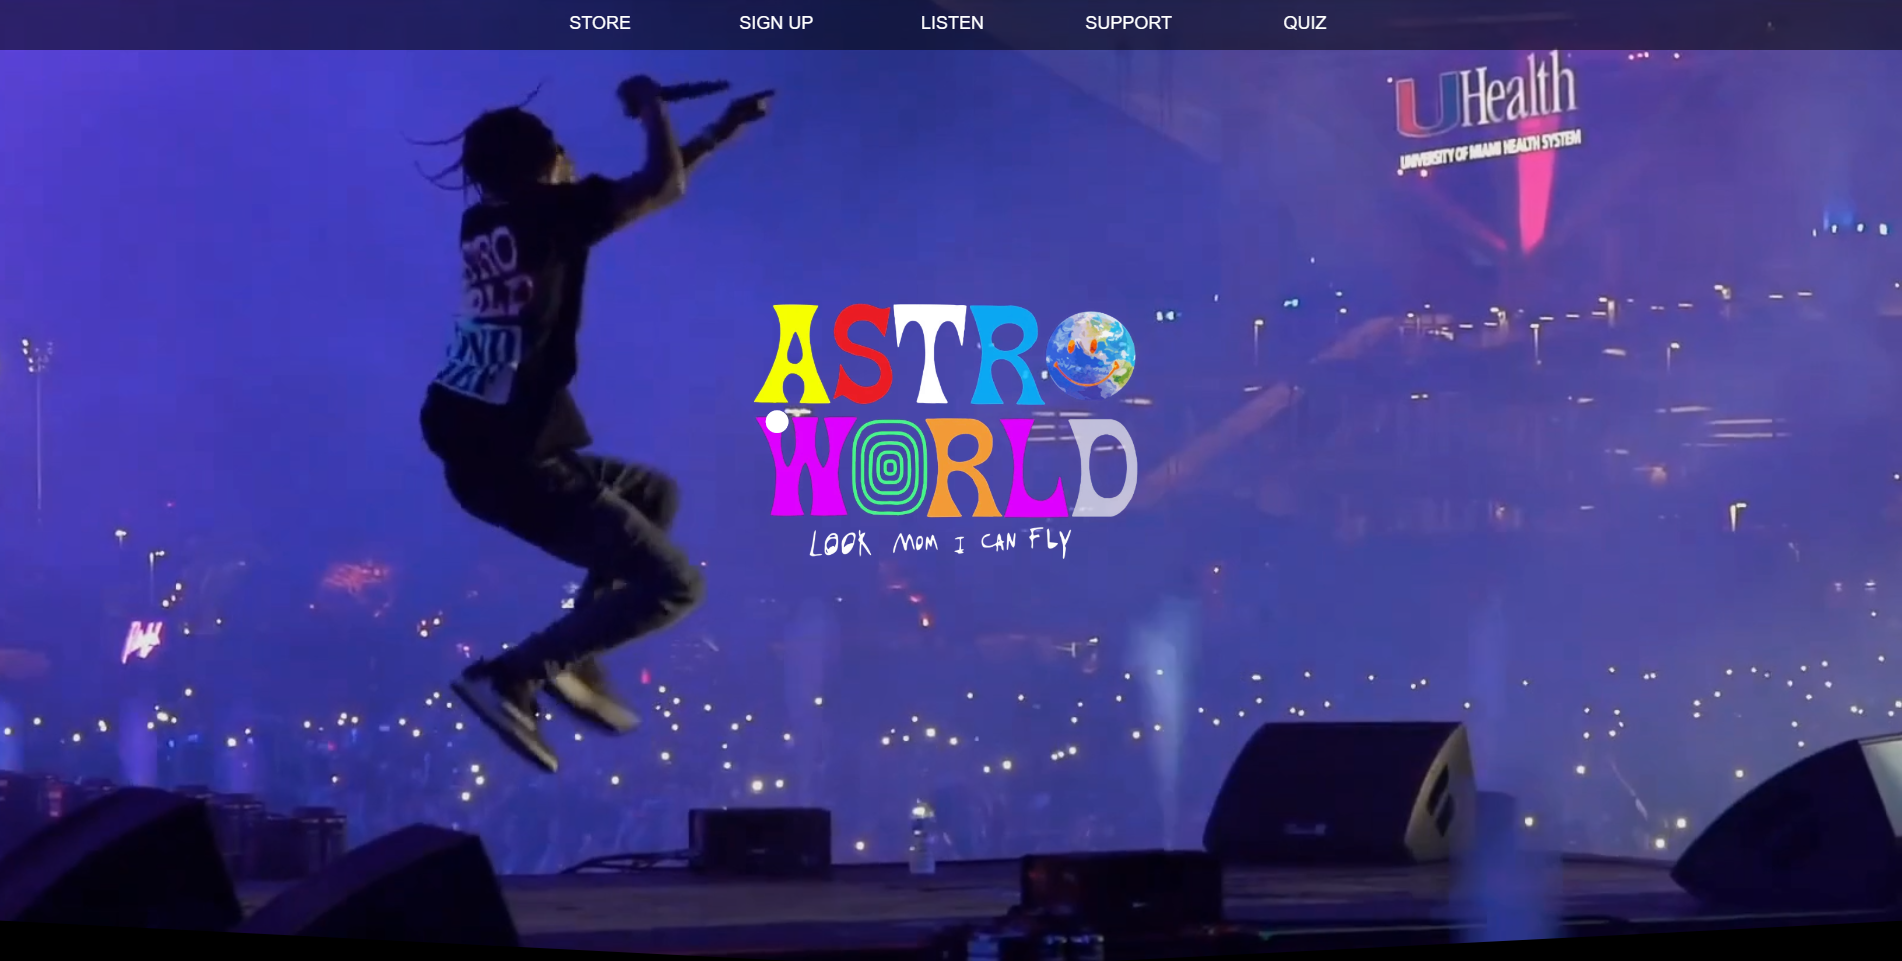 STORE SIGN UP LISTEN SUPPORT QUIZ
UHealth
UNIVERSITY OF MIAMI HEALTH SYSTEM
ASTRO
WORLD
LOOK MOM I CAN FLY